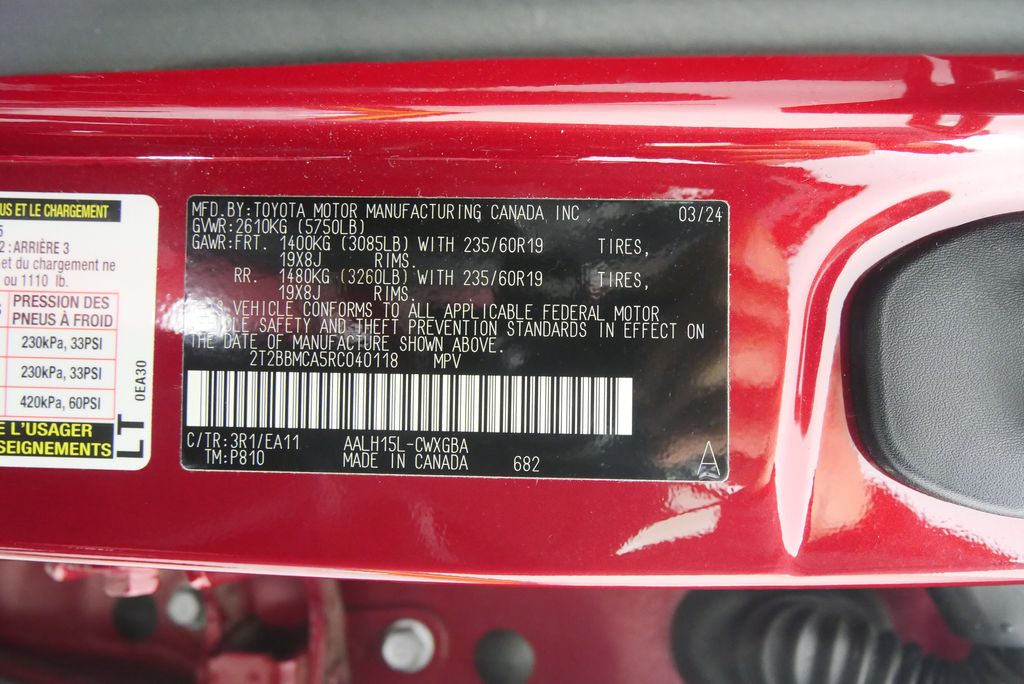 US ET LE CHARGEMENT
5
2 : ARRIÈRE 3
et du chargement ne
ou 1110 lb.
PRESSION DES
PNEUS À FROID
230kPa, 33PSI
230kPa, 33PSI
420kPa, 60PSI
E L'USAGER
SEIGNEMENTS
LT
0EA30
MFD.BY:TOYOTA MOTOR MANUFACTURING CANADA INC 03/24
GVWR:2610KG (5750LB)
GAWR:FRT. 1400KG (3085LB) WITH 235/60R19 TIRES,
19X8J RIMS.
RR. 1480KG (3260LB) WITH 235/60R19 TIRES,
19X8J RIMS.
VEHICLE CONFORMS TO ALL APPLICABLE FEDERAL MOTOR
SAFETY AND THEFT PREVENTION STANDARDS IN EFFECT ON
THE DATE OF MANUFACTURE SHOWN ABOVE.
2T2BBMCA5RC040118 MPV
C/TR:3R1/EA11 AALH15L-CWXGBA
TM:P810 MADE IN CANADA 682 A